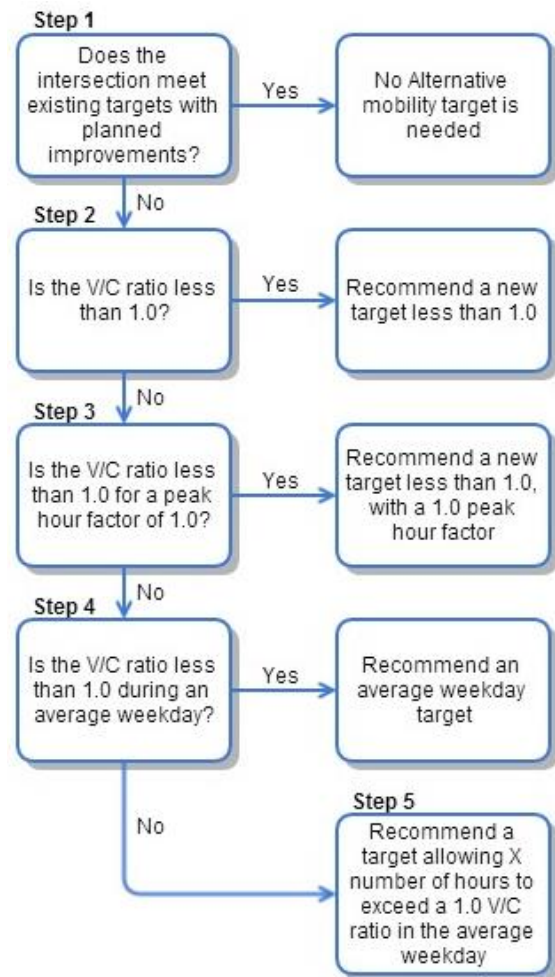 Step 1
Does the
intersection meet
existing targets with
planned
improvements?
Yes
No Alternative
mobility target is
needed
No
Step 2
Is the V/C ratio less
than 1.0?
Yes
Recommend a new
target less than 1.0
No
Step 3
Is the V/C ratio less
than 1.0 for a peak
hour factor of 1.0?
Yes
Recommend a new
target less than 1.0,
with a 1.0 peak
hour factor
No
Step 4
Is the V/C ratio less
than 1.0 during an
average weekday?
Yes
Recommend an
average weekday
target
No
Step 5
Recommend a
target allowing X
number of hours to
exceed a 1.0 V/C
ratio in the average
weekday